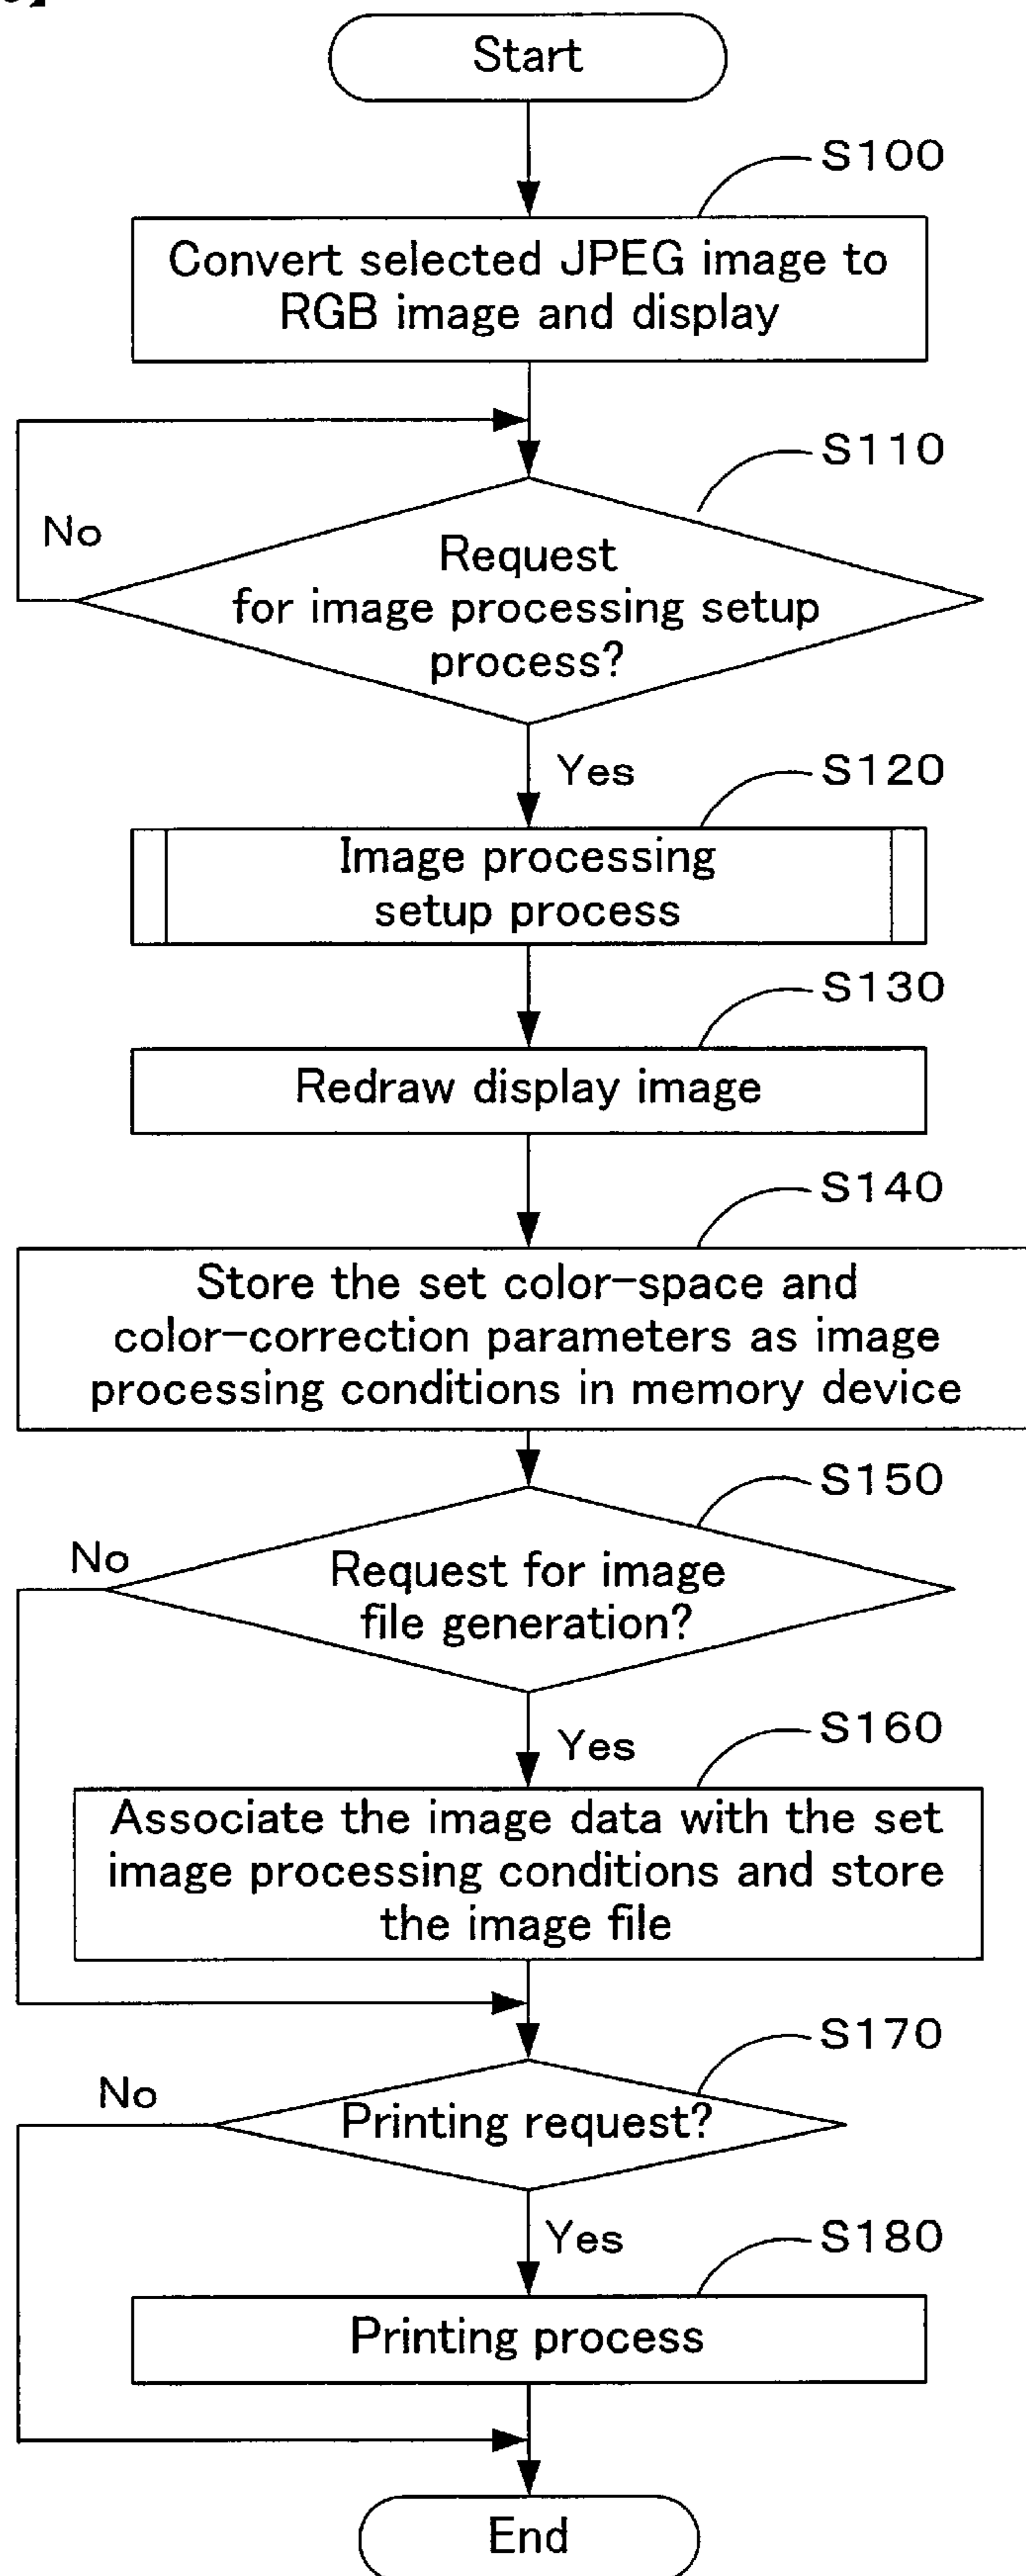 Start
S100
Convert selected JPEG image to
RGB image and display
S110
No
Request
for image processing setup
process?
Yes
S120
Image processing
setup process
S130
Redraw display image
S140
Store the set color-space and
color-correction parameters as image
processing conditions in memory device
S150
No
Request for image
file generation?
Yes
S160
Associate the image data with the set
image processing conditions and store
the image file
S170
No
Printing request?
Yes
S180
Printing process
End